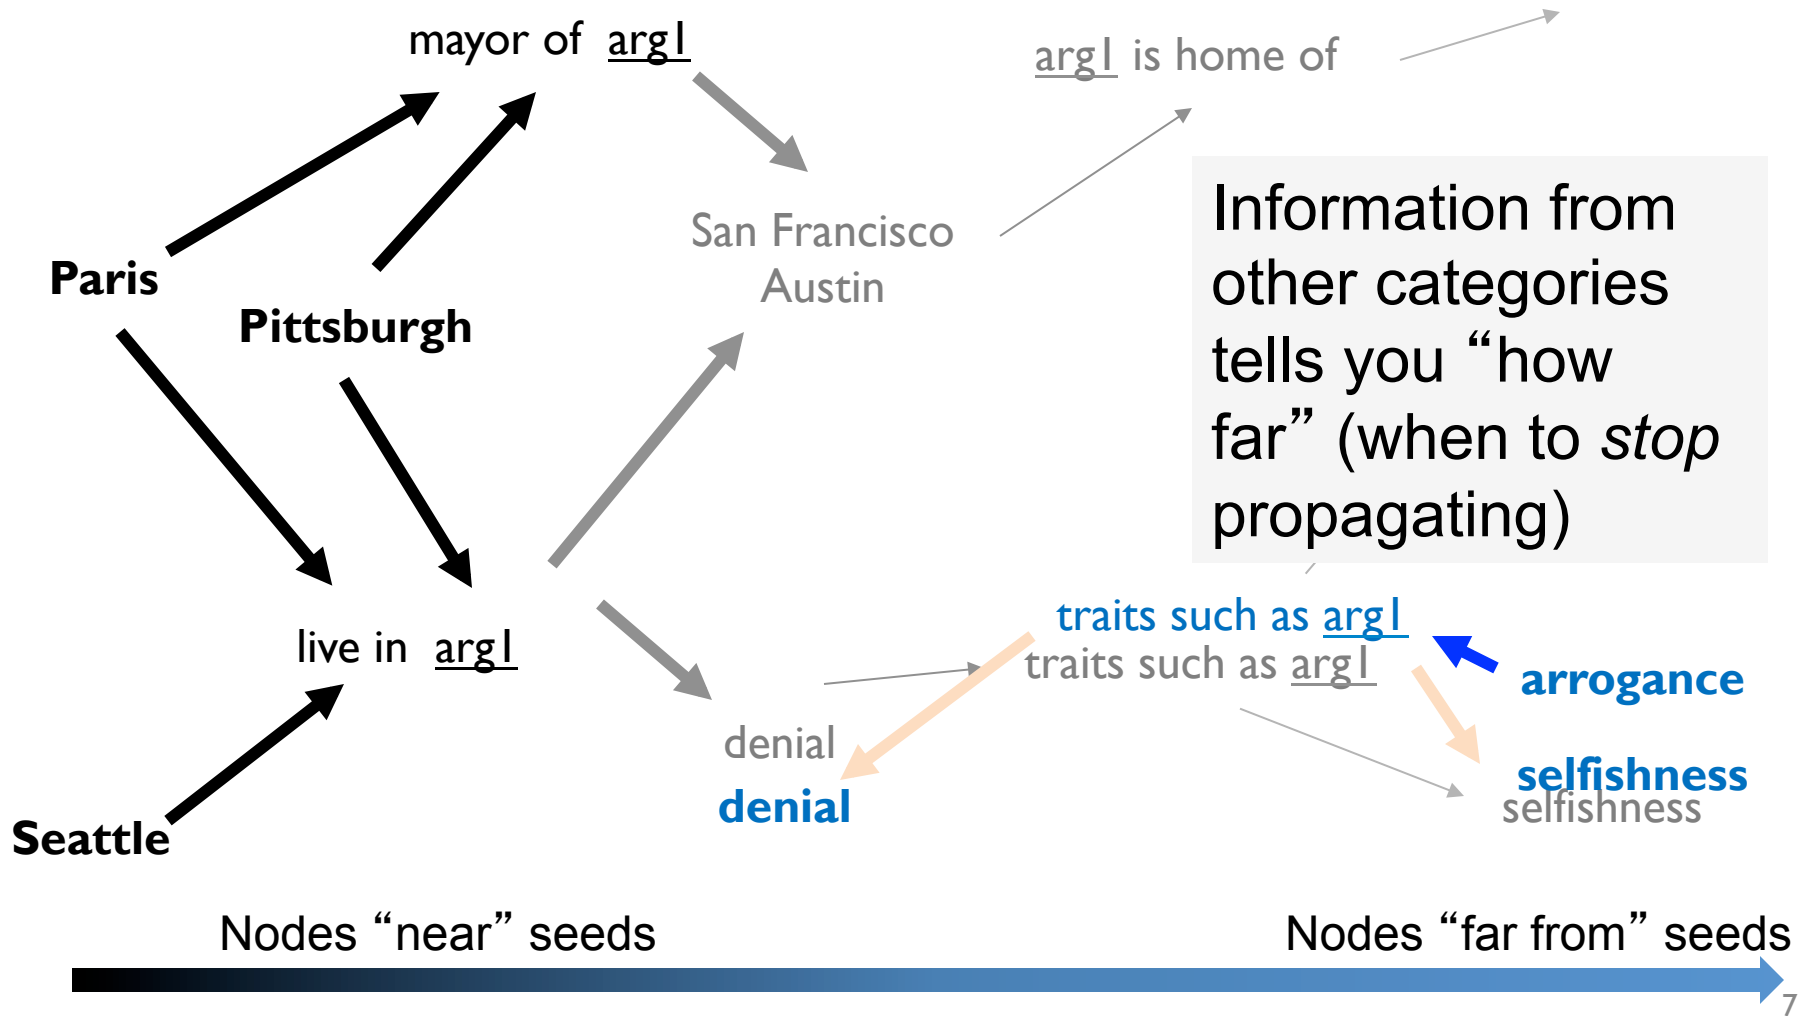 mayor of arg1
arg1 is home of
Information from
other categories
tells you “how
far” (when to stop
propagating)
San Francisco
Austin
Paris
Pittsburgh
traits such as arg1
live in arg1
traits such as arg1
arrogance
denial
selfishness
denial
selfishness
Seattle
Nodes “near” seeds
Nodes “far from” seeds
7